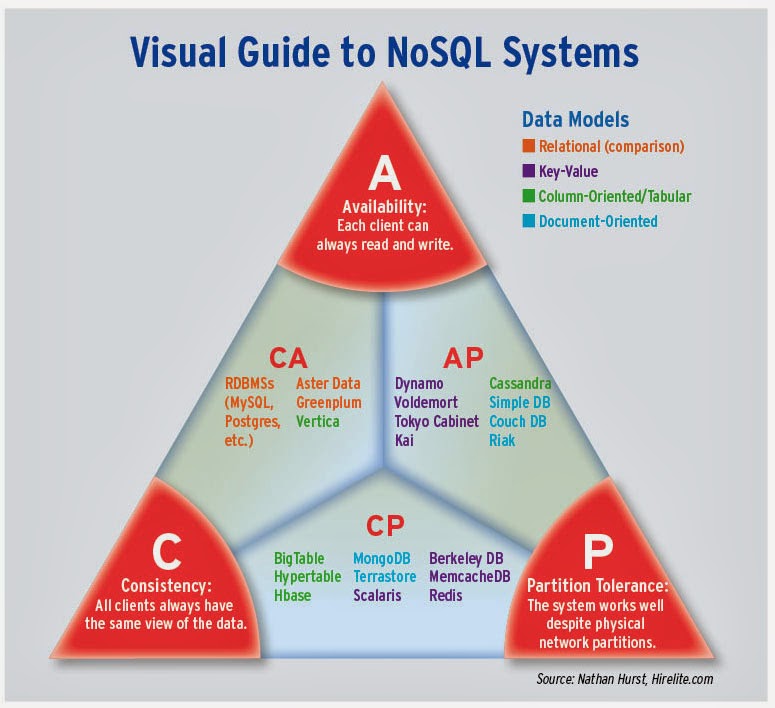 Visual Guide to NoSQL Systems
Data Models
Relational (comparison)
Key-Value
Column-Oriented/Tabular
Document-Oriented
A
Availability:
Each client can
always read and write.
CA
RDBMSs
(MySQL,
Postgres,
etc.)
Aster Data
Greenplum
Vertica
AP
Dynamo
Voldemort
Tokyo Cabinet
Kai
Cassandra
Simple DB
Couch DB
Riak
C
Consistency:
All clients always have
the same view of the data.
CP
BigTable
Hypertable
Hbase
MongoDB
Terrastore
Scalaris
Berkeley DB
MemcacheDB
Redis
P
Partition Tolerance:
The system works well
despite physical
network partitions.
Source: Nathan Hurst, Hirelite.com